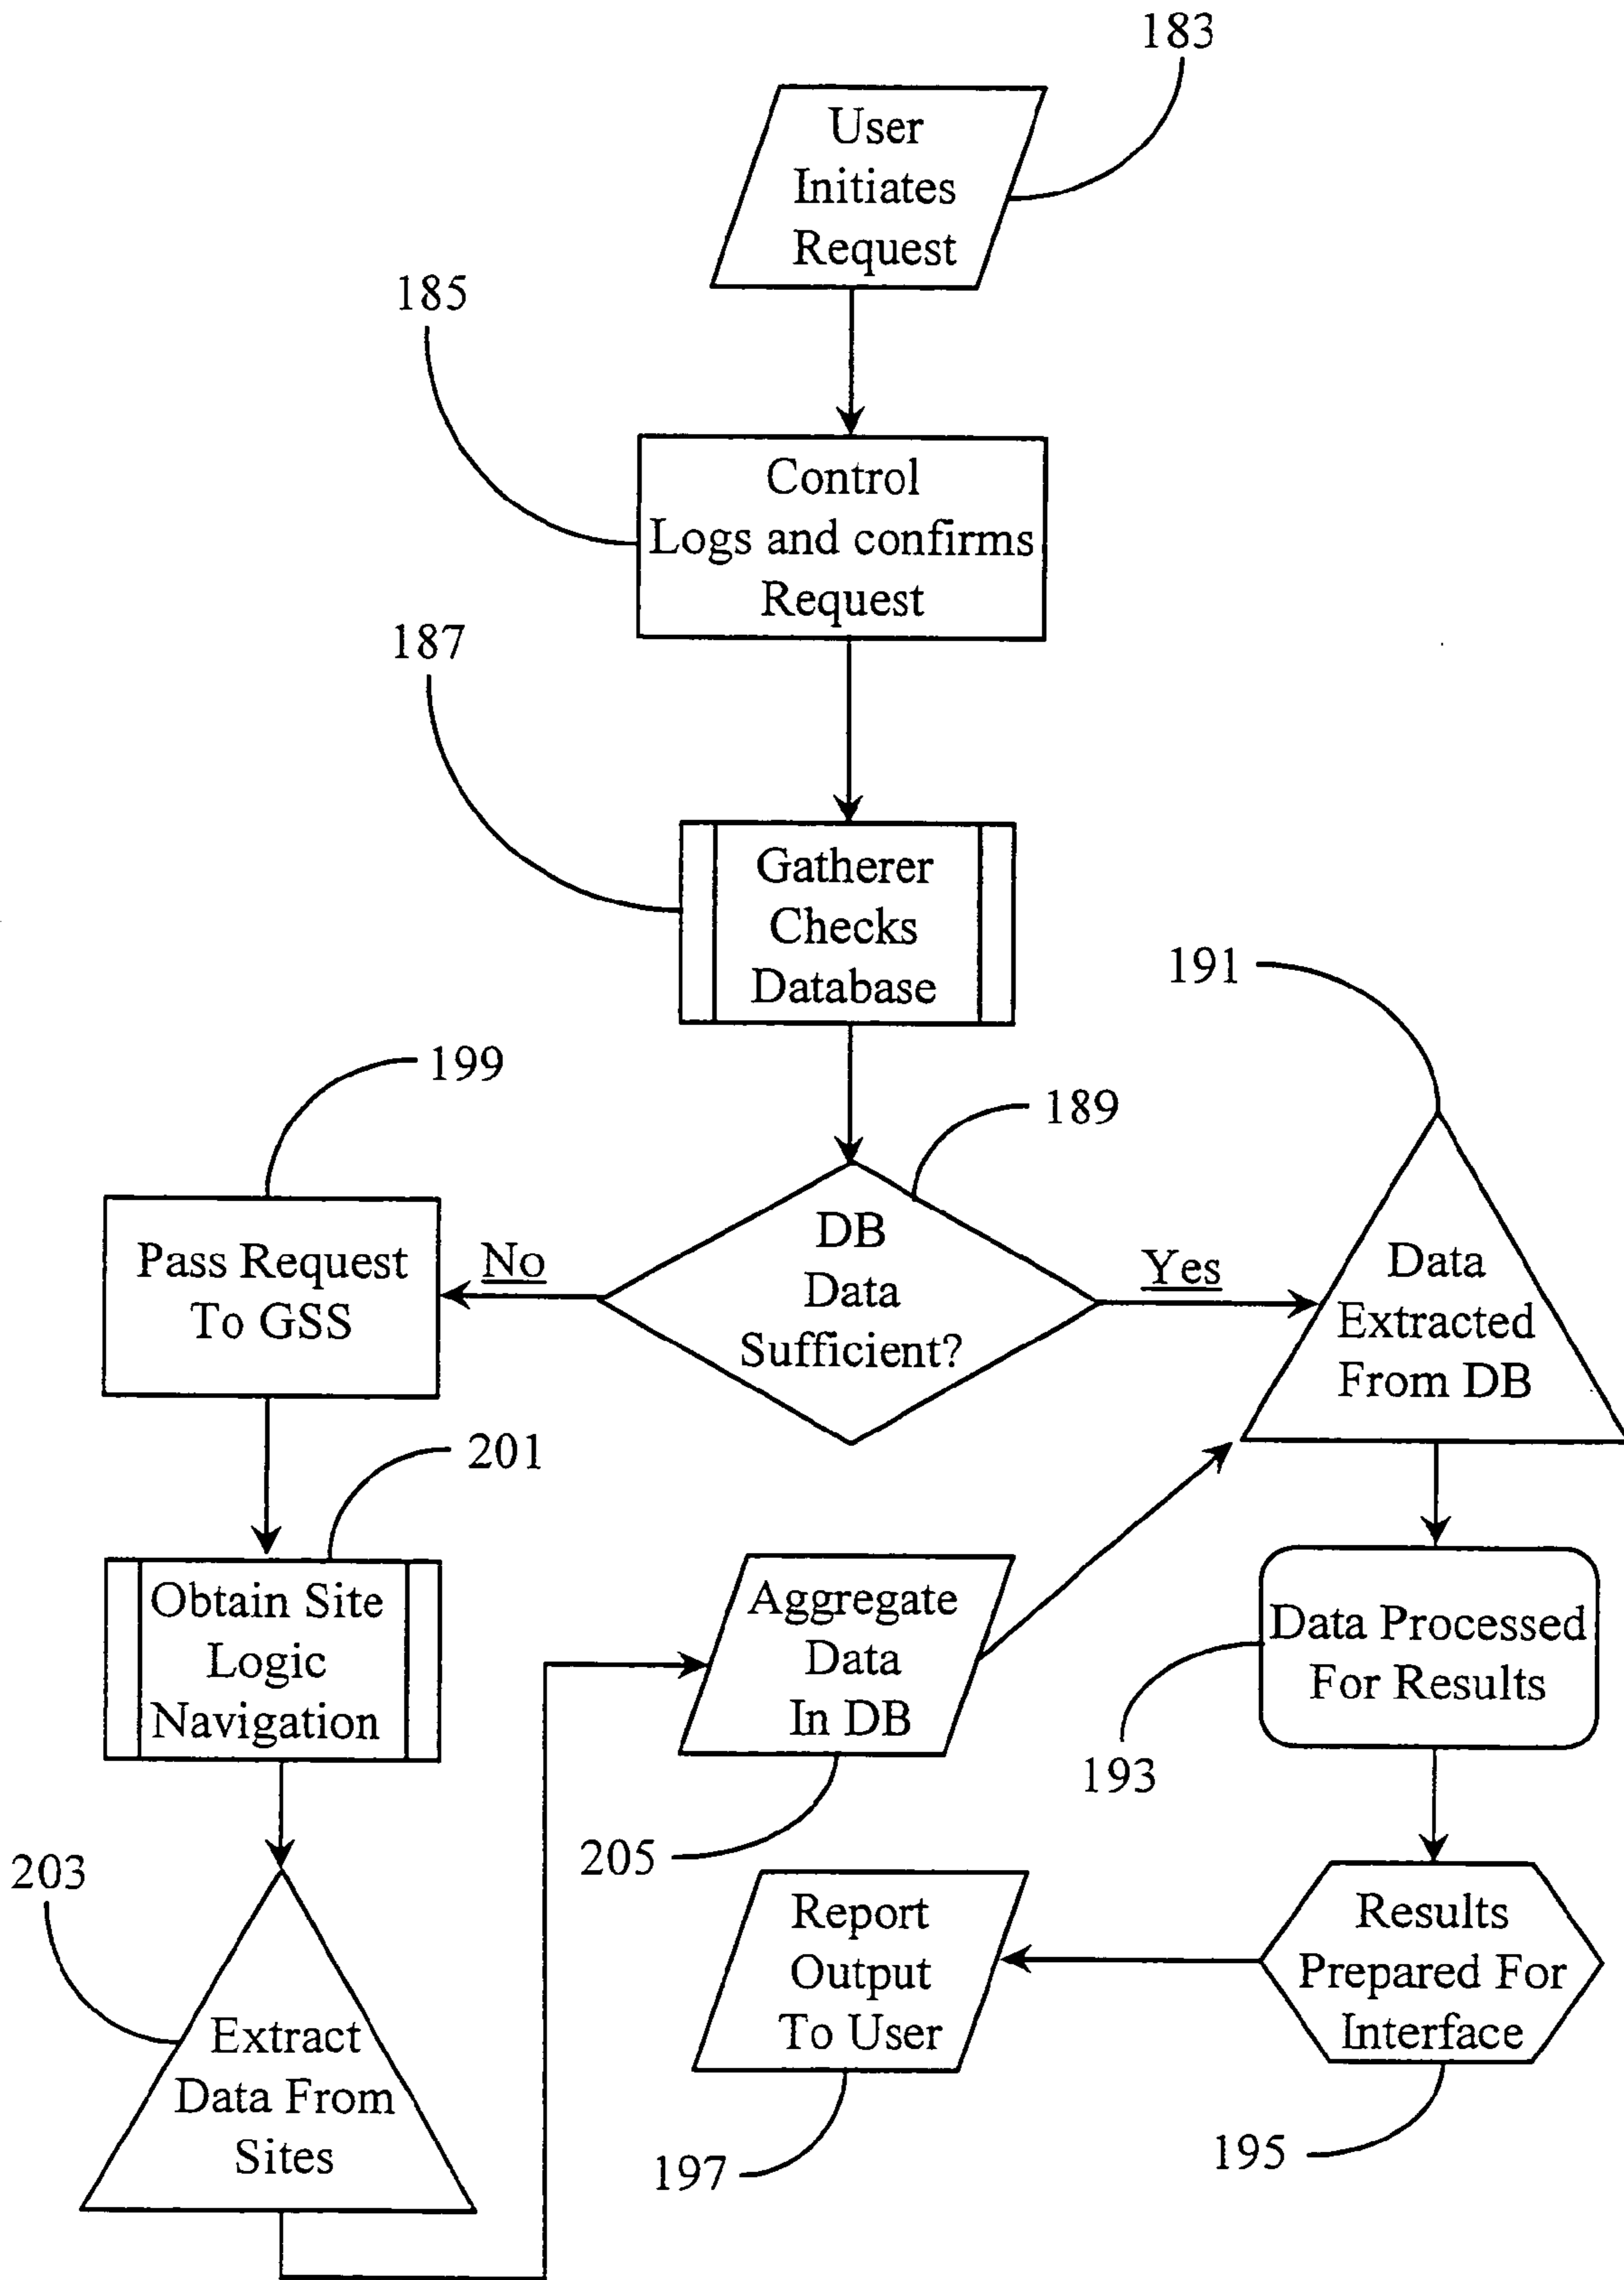 183
User
Initiates
Request
185
Control
Logs and confirms
Request
187
Gatherer
Checks
Database
191
199
189
DB
Data
Sufficient?
No
Yes
Pass Request
To GSS
Data
Extracted
From DB
201
Obtain Site
Logic
Navigation
Aggregate
Data
In DB
Data Processed
For Results
193
205
203
Extract
Data From
Sites
Report
Output
To User
Results
Prepared For
Interface
197
195